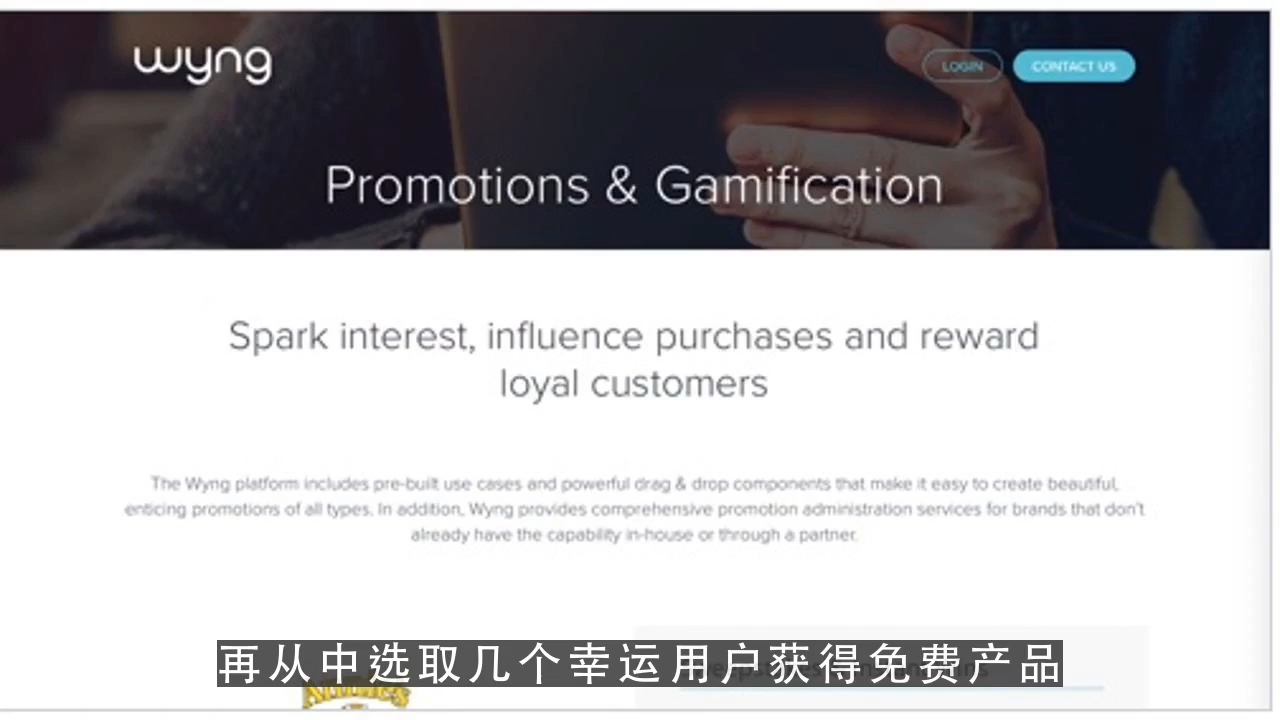 wyng
LOGIN
CONTACT US
Promotions & Gamification
Spark interest, influence purchases and reward
loyal customers
The Wyng platform includes pre-built use cases and powerful drag & drop components that make it easy to create beautiful,
enticing promotions of all types. In addition, Wyng provides comprehensive promotion administration services for brands that don't
already have the capability in-house or through a partner.
再从中选取几个幸运用户获得免费产品